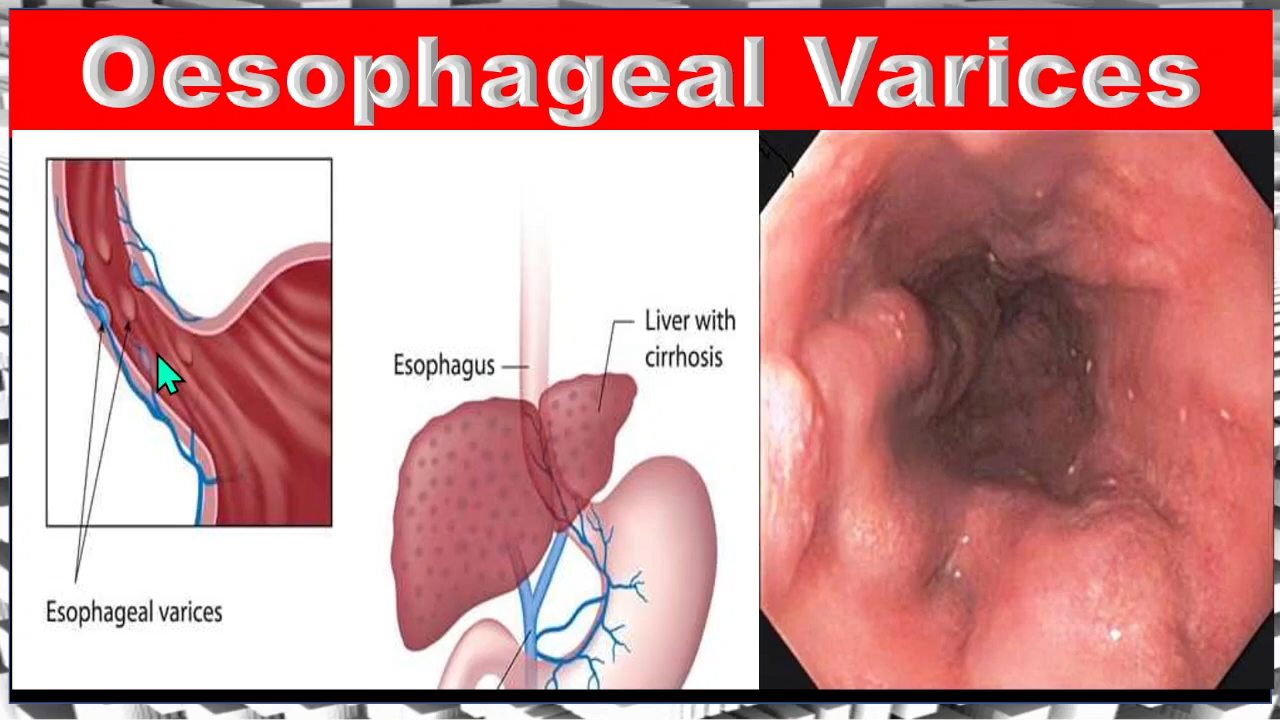 Oesophageal Varices
Esophagus
Liver with
cirrhosis
Esophageal varices